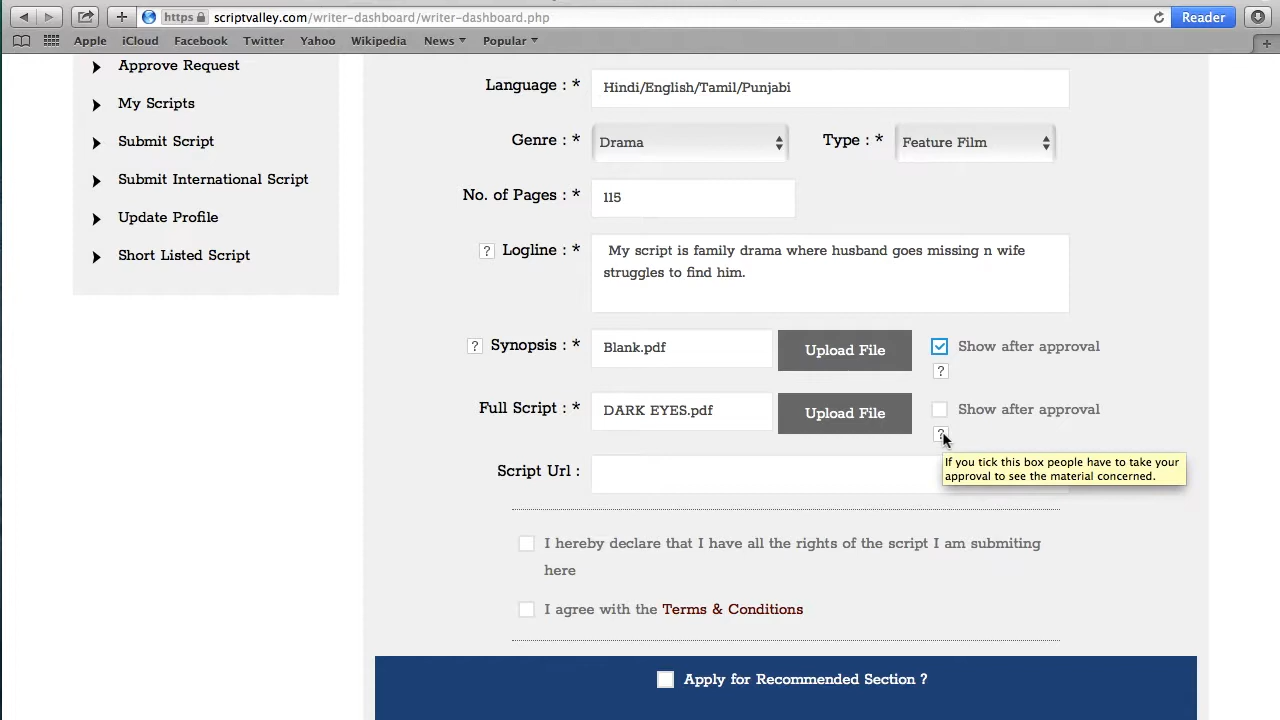 https scriptvalley.com/writer-dashboard/writer-dashboard.php Reader
Apple iCloud Facebook Twitter Yahoo Wikipedia News Popular
Approve Request
My Scripts
Submit Script
Submit International Script
Update Profile
Short Listed Script
Language : * Hindi/English/Tamil/Punjabi
Genre : * Drama Type : * Feature Film
No. of Pages : * 115
? Logline : * My script is family drama where husband goes missing n wife
struggles to find him.
? Synopsis : * Blank.pdf Upload File Show after approval
?
Full Script : * DARK EYES.pdf Upload File Show after approval
?
If you tick this box people have to take your
approval to see the material concerned.
Script Url :
I hereby declare that I have all the rights of the script I am submiting
here
I agree with the Terms & Conditions
Apply for Recommended Section ?